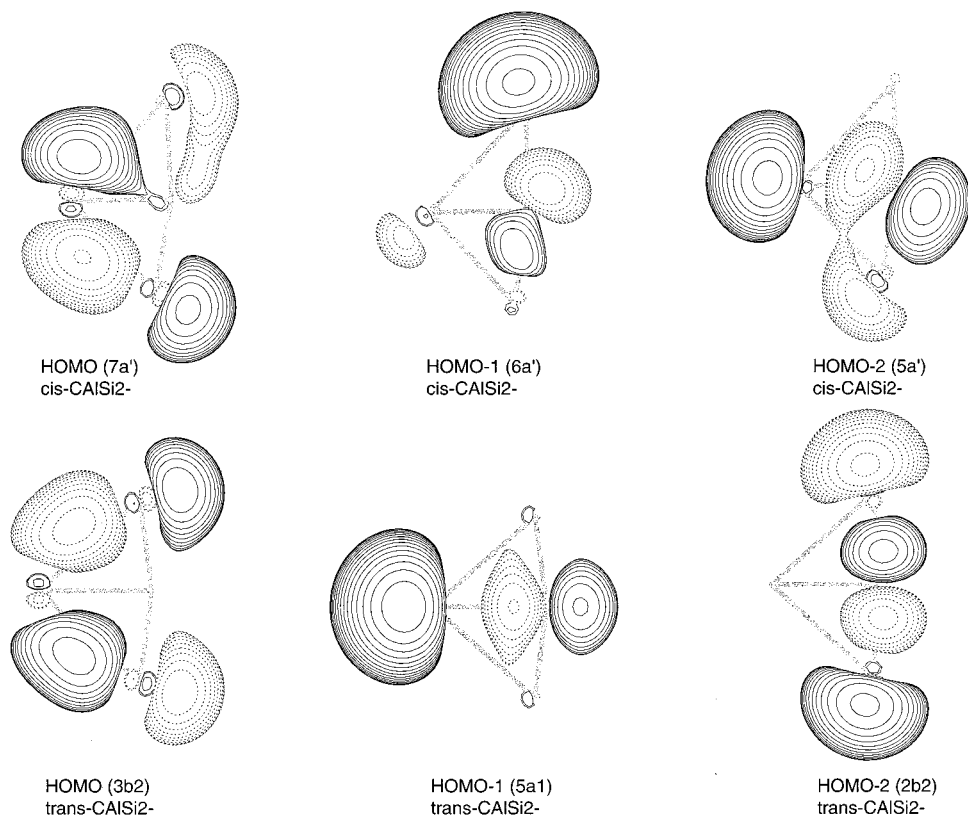 HOMO (7a')
cis-CAlSi2-
HOMO-1 (6a')
cis-CAlSi2-
HOMO-2 (5a')
cis-CAlSi2-
HOMO (3b2)
trans-CAlSi2-
HOMO-1 (5a1)
trans-CAlSi2-
HOMO-2 (2b2)
trans-CAlSi2-